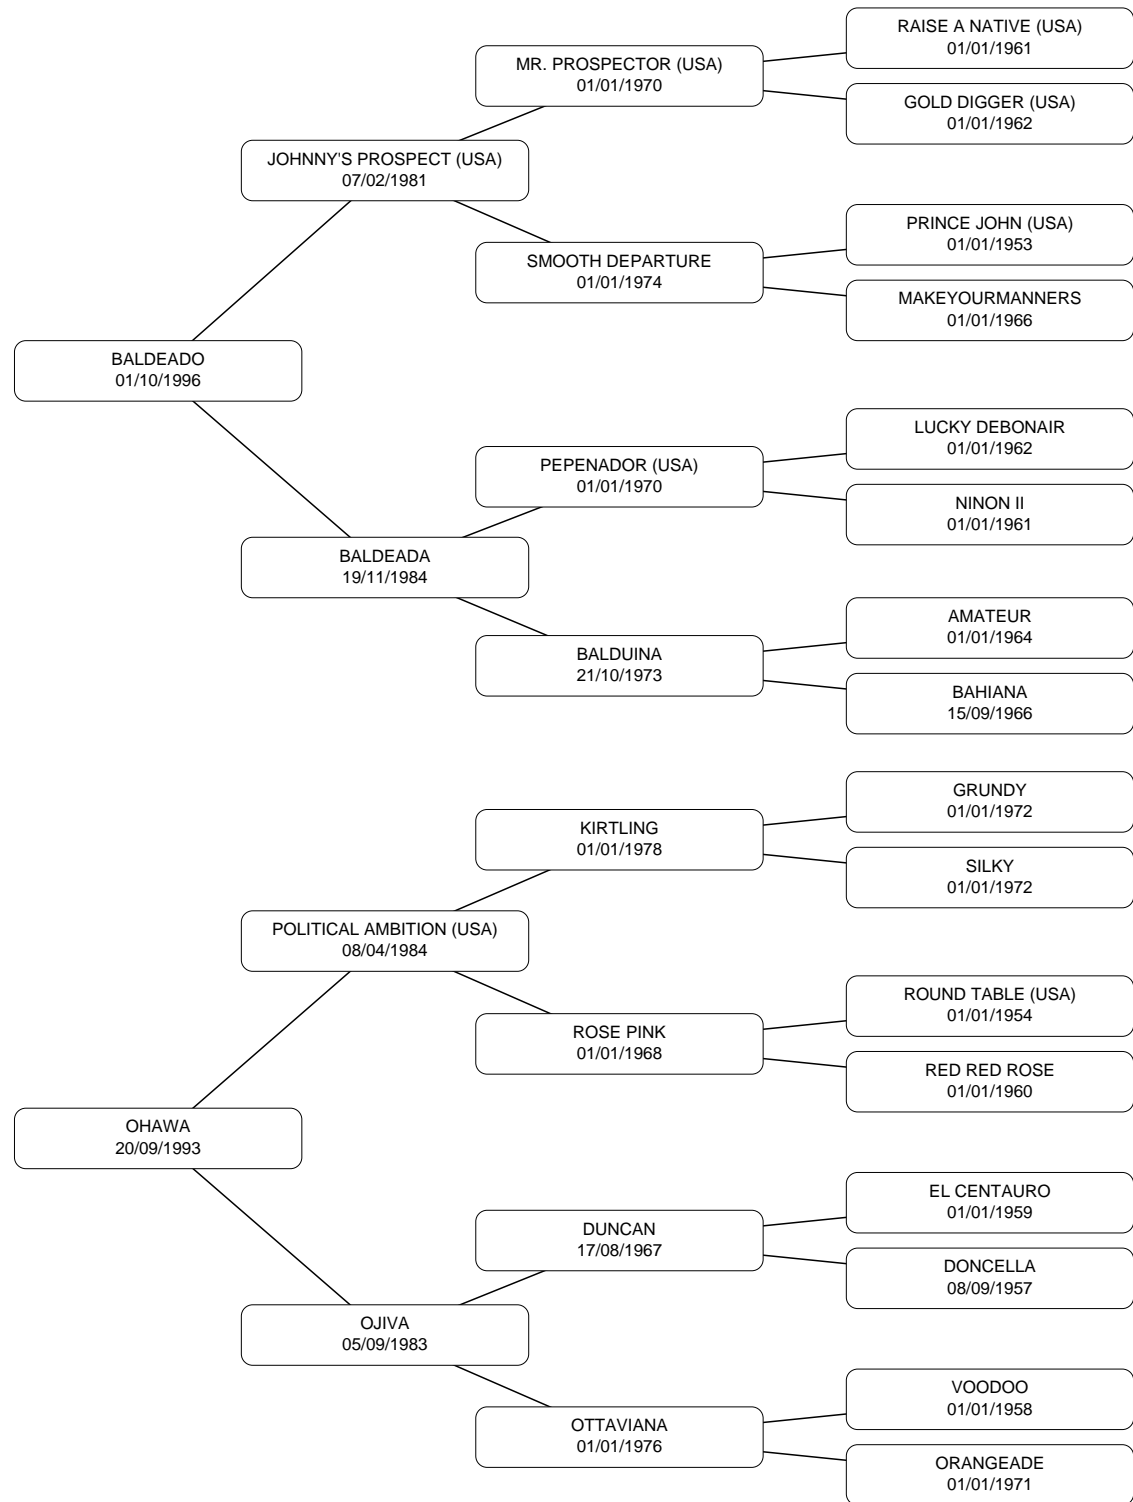 RAISE A NATIVE (USA)
01/01/1961
MR. PROSPECTOR (USA)
01/01/1970
GOLD DIGGER (USA)
01/01/1962
JOHNNY'S PROSPECT (USA)
07/02/1981
PRINCE JOHN (USA)
01/01/1953
SMOOTH DEPARTURE
01/01/1974
MAKEYOURMANNERS
01/01/1966
BALDEADO
01/10/1996
LUCKY DEBONAIR
01/01/1962
PEPENADOR (USA)
01/01/1970
NINON II
01/01/1961
BALDEADA
19/11/1984
AMATEUR
01/01/1964
BALDUINA
21/10/1973
BAHIANA
15/09/1966
GRUNDY
01/01/1972
KIRTLING
01/01/1978
SILKY
01/01/1972
POLITICAL AMBITION (USA)
08/04/1984
ROUND TABLE (USA)
01/01/1954
ROSE PINK
01/01/1968
RED RED ROSE
01/01/1960
OHAWA
20/09/1993
EL CENTAURO
01/01/1959
DUNCAN
17/08/1967
DONCELLA
08/09/1957
OJIVA
05/09/1983
VOODOO
01/01/1958
OTTAVIANA
01/01/1976
ORANGEADE
01/01/1971